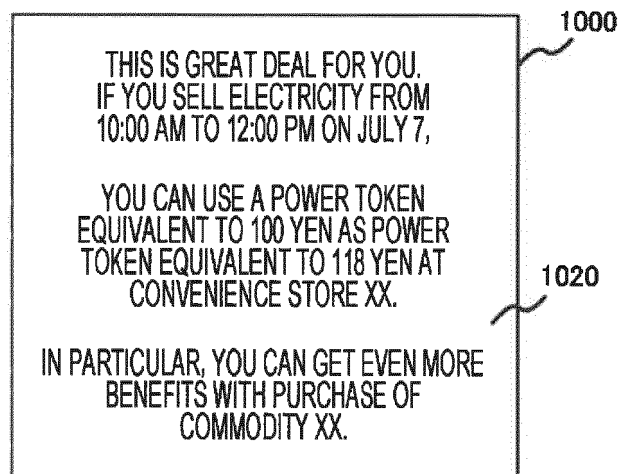 1000
THIS IS GREAT DEAL FOR YOU.
IF YOU SELL ELECTRICITY FROM
10:00 AM TO 12:00 PM ON JULY 7,
YOU CAN USE A POWER TOKEN
EQUIVALENT TO 100 YEN AS POWER
TOKEN EQUIVALENT TO 118 YEN AT
CONVENIENCE STORE XX.
1020
IN PARTICULAR, YOU CAN GET EVEN MORE
BENEFITS WITH PURCHASE OF
COMMODITY XX.